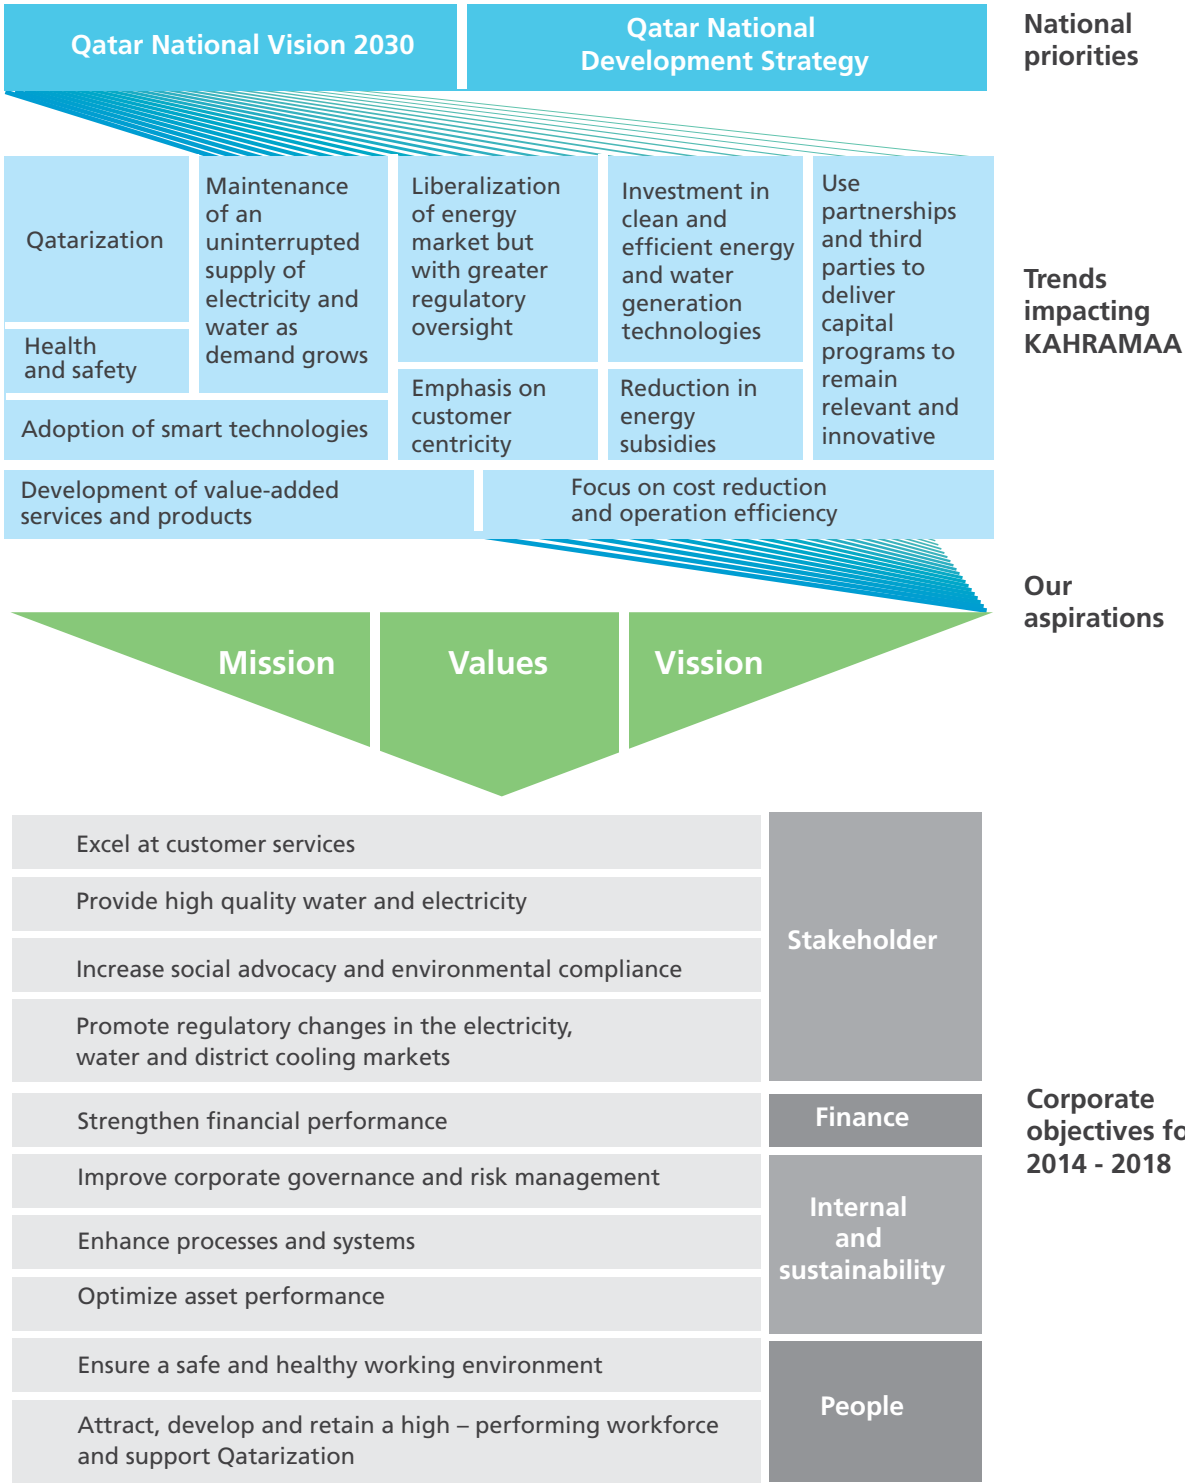 Qatar National Vision 2030
Qatar National
Development Strategy
National
priorities
Qatarization
Health
and safety
Maintenance
of an
uninterrupted
supply of
electricity and
water as
demand grows
Adoption of smart technologies
Liberalization
of energy
market but
with greater
regulatory
oversight
Emphasis on
customer
centricity
Investment in
clean and
efficient energy
and water
generation
technologies
Reduction in
energy
subsidies
Use
partnerships
and third
parties to
deliver
capital
programs to
remain
relevant and
innovative
Development of value-added
services and products
Focus on cost reduction
and operation efficiency
Trends
impacting
KAHRAMAA
Our
aspirations
Mission
Values
Vission
Excel at customer services
Provide high quality water and electricity
Increase social advocacy and environmental compliance
Promote regulatory changes in the electricity,
water and district cooling markets
Stakeholder
Strengthen financial performance
Finance
Improve corporate governance and risk management
Enhance processes and systems
Optimize asset performance
Internal
and
sustainability
Ensure a safe and healthy working environment
Attract, develop and retain a high – performing workforce
and support Qatarization
People
Corporate
objectives fo
2014 - 2018